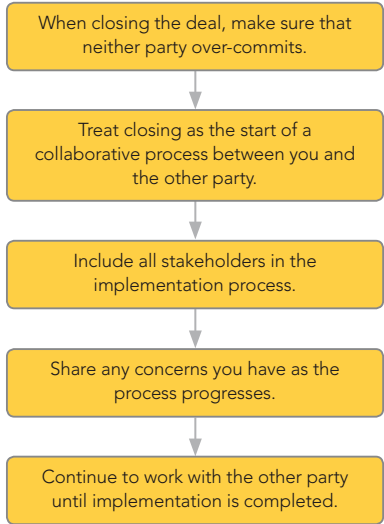 When closing the deal, make sure that
neither party over-commits.
Treat closing as the start of a
collaborative process between you and
the other party.
Include all stakeholders in the
implementation process.
Share any concerns you have as the
process progresses.
Continue to work with the other party
until implementation is completed.